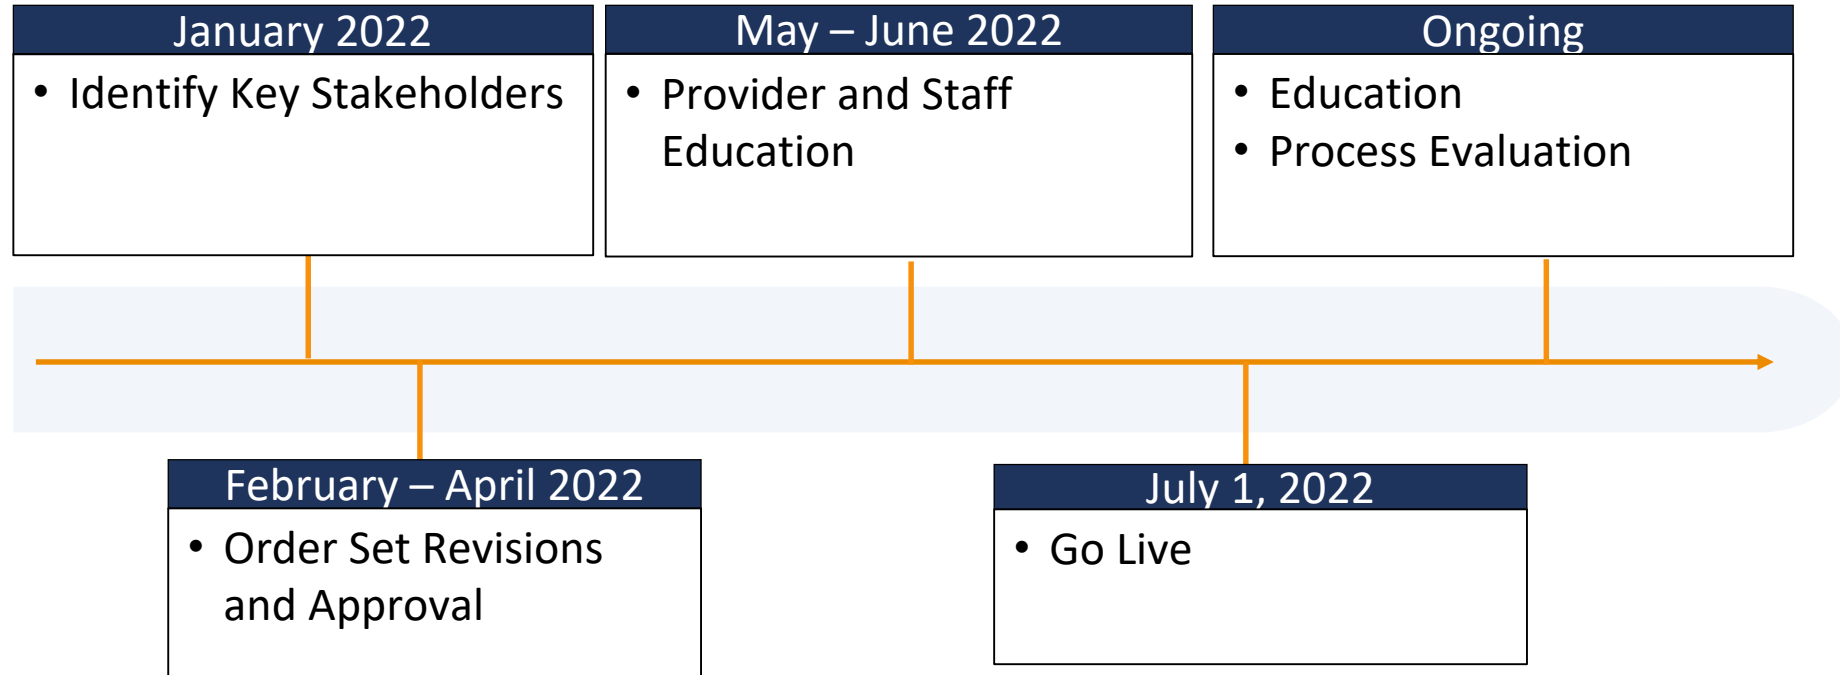 January 2022
• Identify Key Stakeholders
May – June 2022
• Provider and Staff
Education
Ongoing
• Education
• Process Evaluation
February – April 2022
• Order Set Revisions
and Approval
July 1, 2022
• Go Live